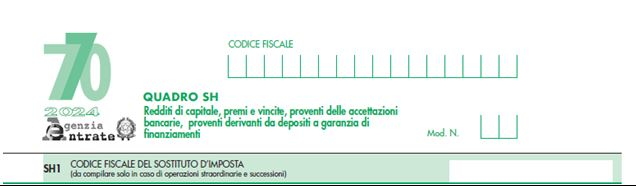 770
2024
Agenzia
Entrate
CODICE FISCALE
QUADRO SH
Redditi di capitale, premi e vincite, proventi delle accettazioni
bancarie, proventi derivanti da depositi a garanzia di
finanziamenti
Mod. N.
SH1 CODICE FISCALE DEL SOSTITUTO D'IMPOSTA
(da compilare solo in caso di operazioni straordinarie e successioni)